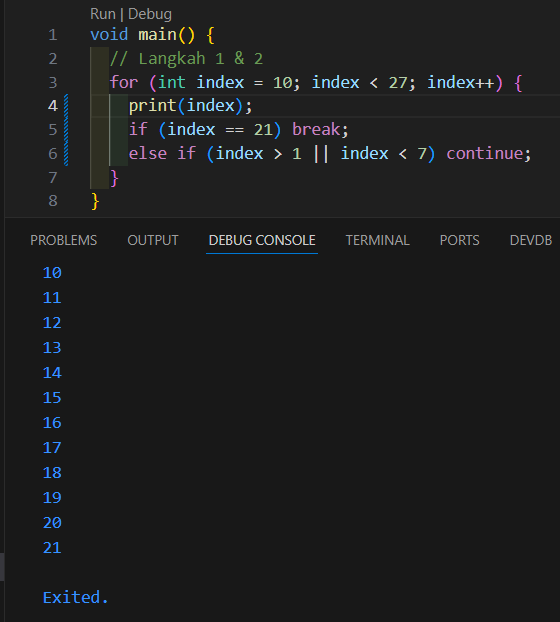 Run | Debug
1 void main() {
2 // Langkah 1 & 2
3 for (int index = 10; index < 27; index++) {
4 print(index);
5 if (index == 21) break;
6 else if (index > 1 || index < 7) continue;
7 }
8 }
PROBLEMS OUTPUT DEBUG CONSOLE TERMINAL PORTS DEVDB
10
11
12
13
14
15
16
17
18
19
20
21
Exited.